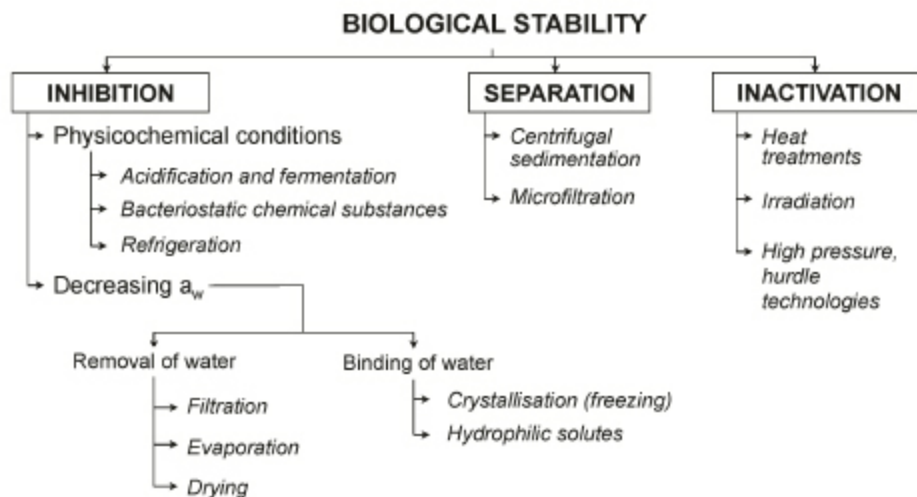 BIOLOGICAL STABILITY
INHIBITION
Physicochemical conditions
Acidification and fermentation
Bacteriostatic chemical substances
Refrigeration
Decreasing aw
Removal of water
Filtration
Evaporation
Drying
Binding of water
Crystallisation (freezing)
Hydrophilic solutes
SEPARATION
Centrifugal
sedimentation
Microfiltration
INACTIVATION
Heat
treatments
Irradiation
High pressure,
hurdle
technologies